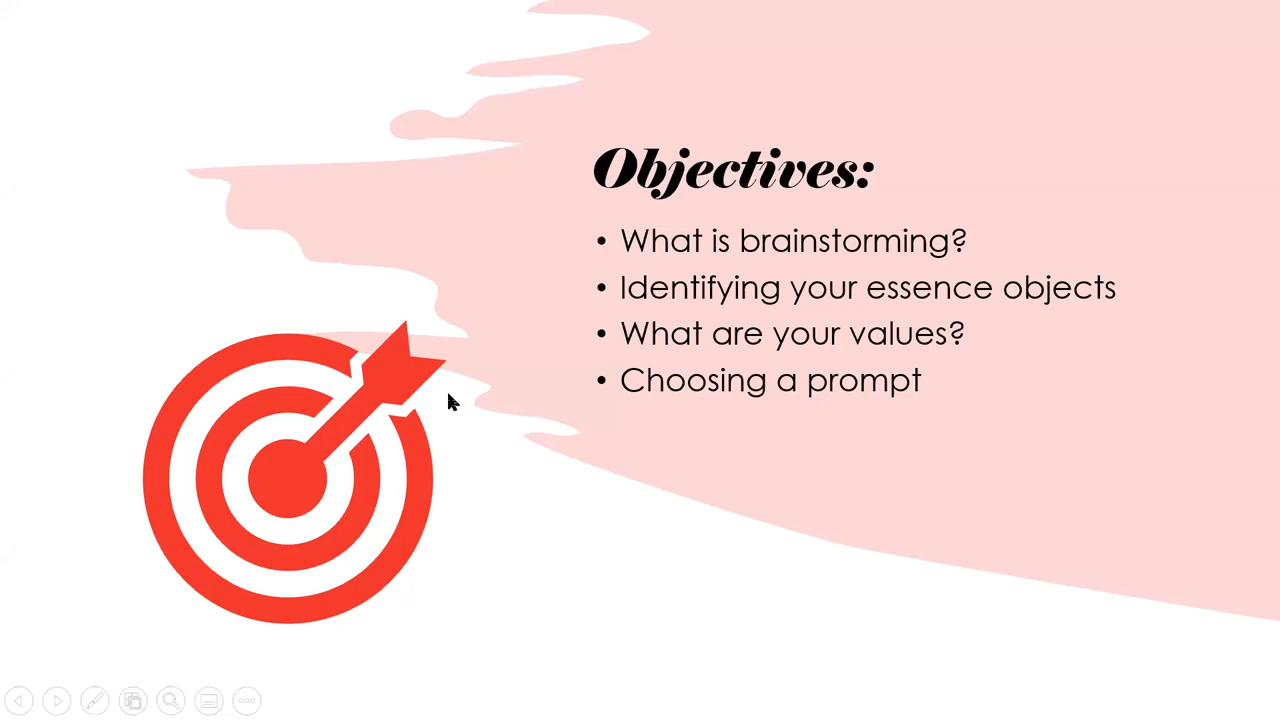 Objectives:
• What is brainstorming?
• Identifying your essence objects
• What are your values?
• Choosing a prompt